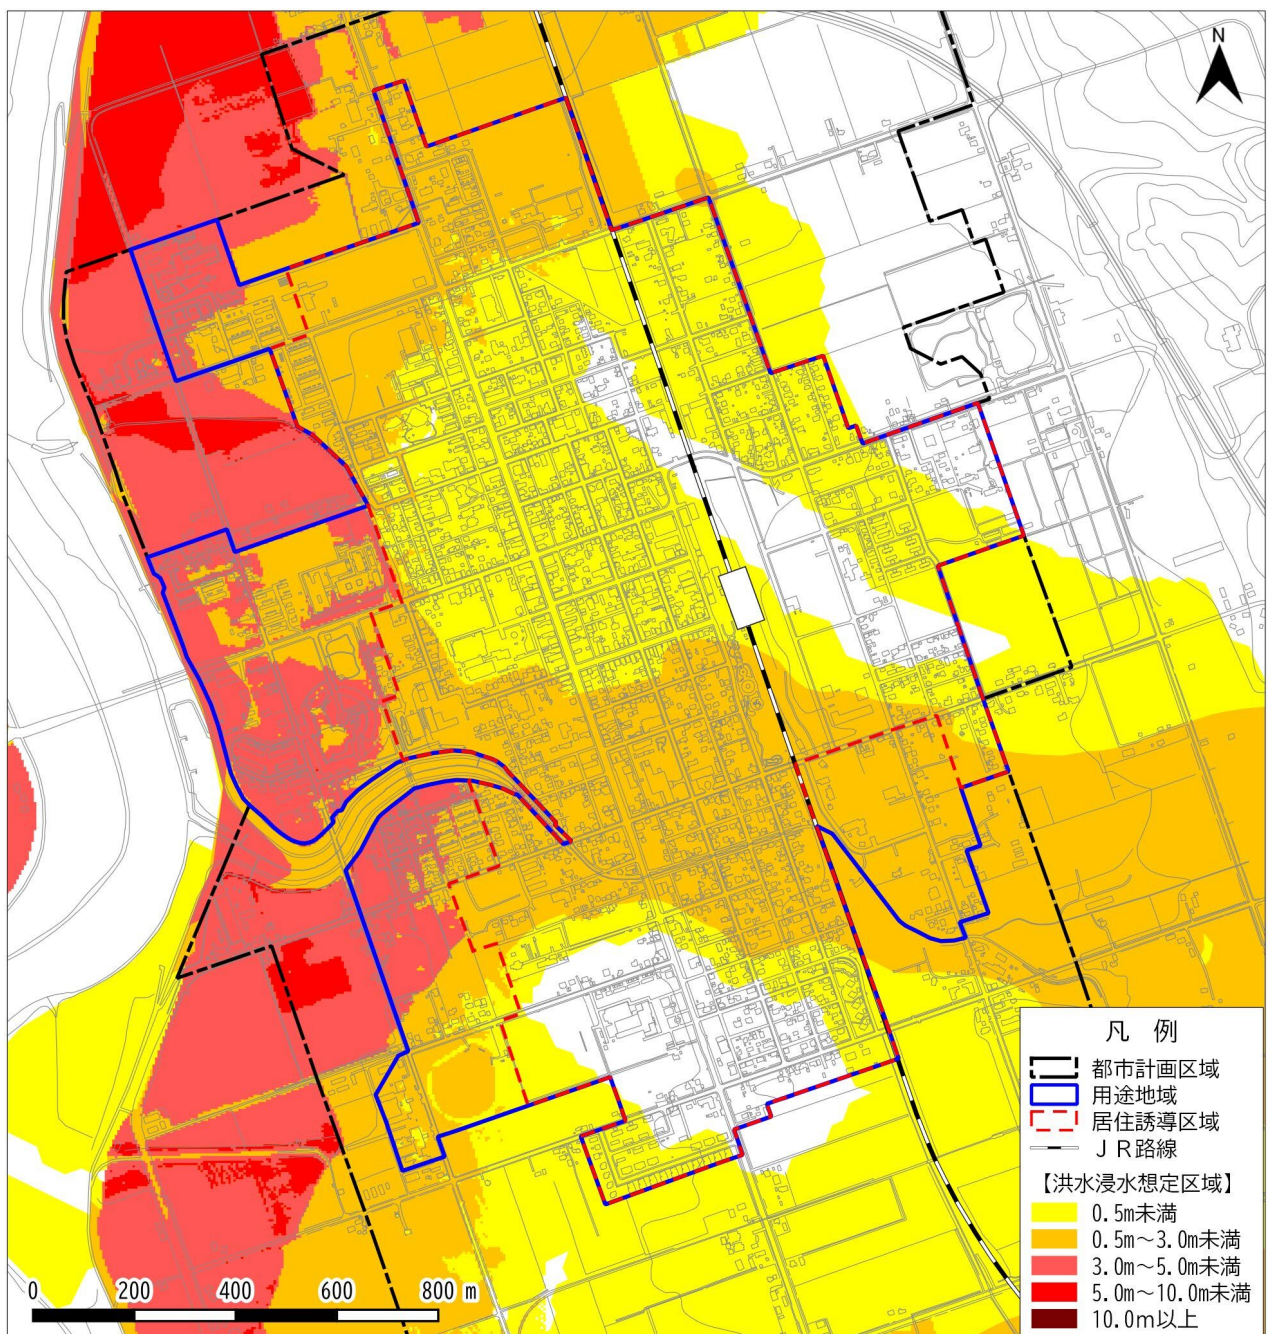 N
凡 例
都市計画区域
用途地域
居住誘導区域
ＪＲ路線
【洪水浸水想定区域】
0.5m未満
0.5m～3.0m未満
3.0m～5.0m未満
5.0m～10.0m未満
10.0m以上
0 200 400 600 800 m